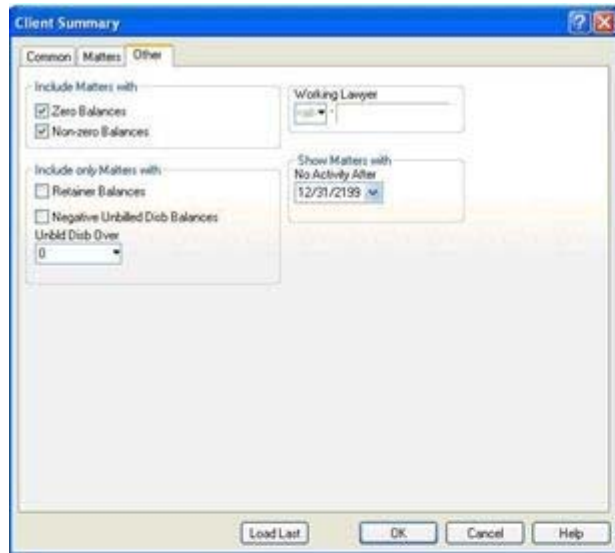 Client Summary
Common
Matters
Other
Include Matters with
Zero Balances
Non-zero Balances
Working Lawyer
Include only Matters with
Retainer Balances
Negative Unbilled Disb Balances
Unbld Disb Over
0
Show Matters with
No Activity After
12/31/2199
Load Last
OK
Cancel
Help